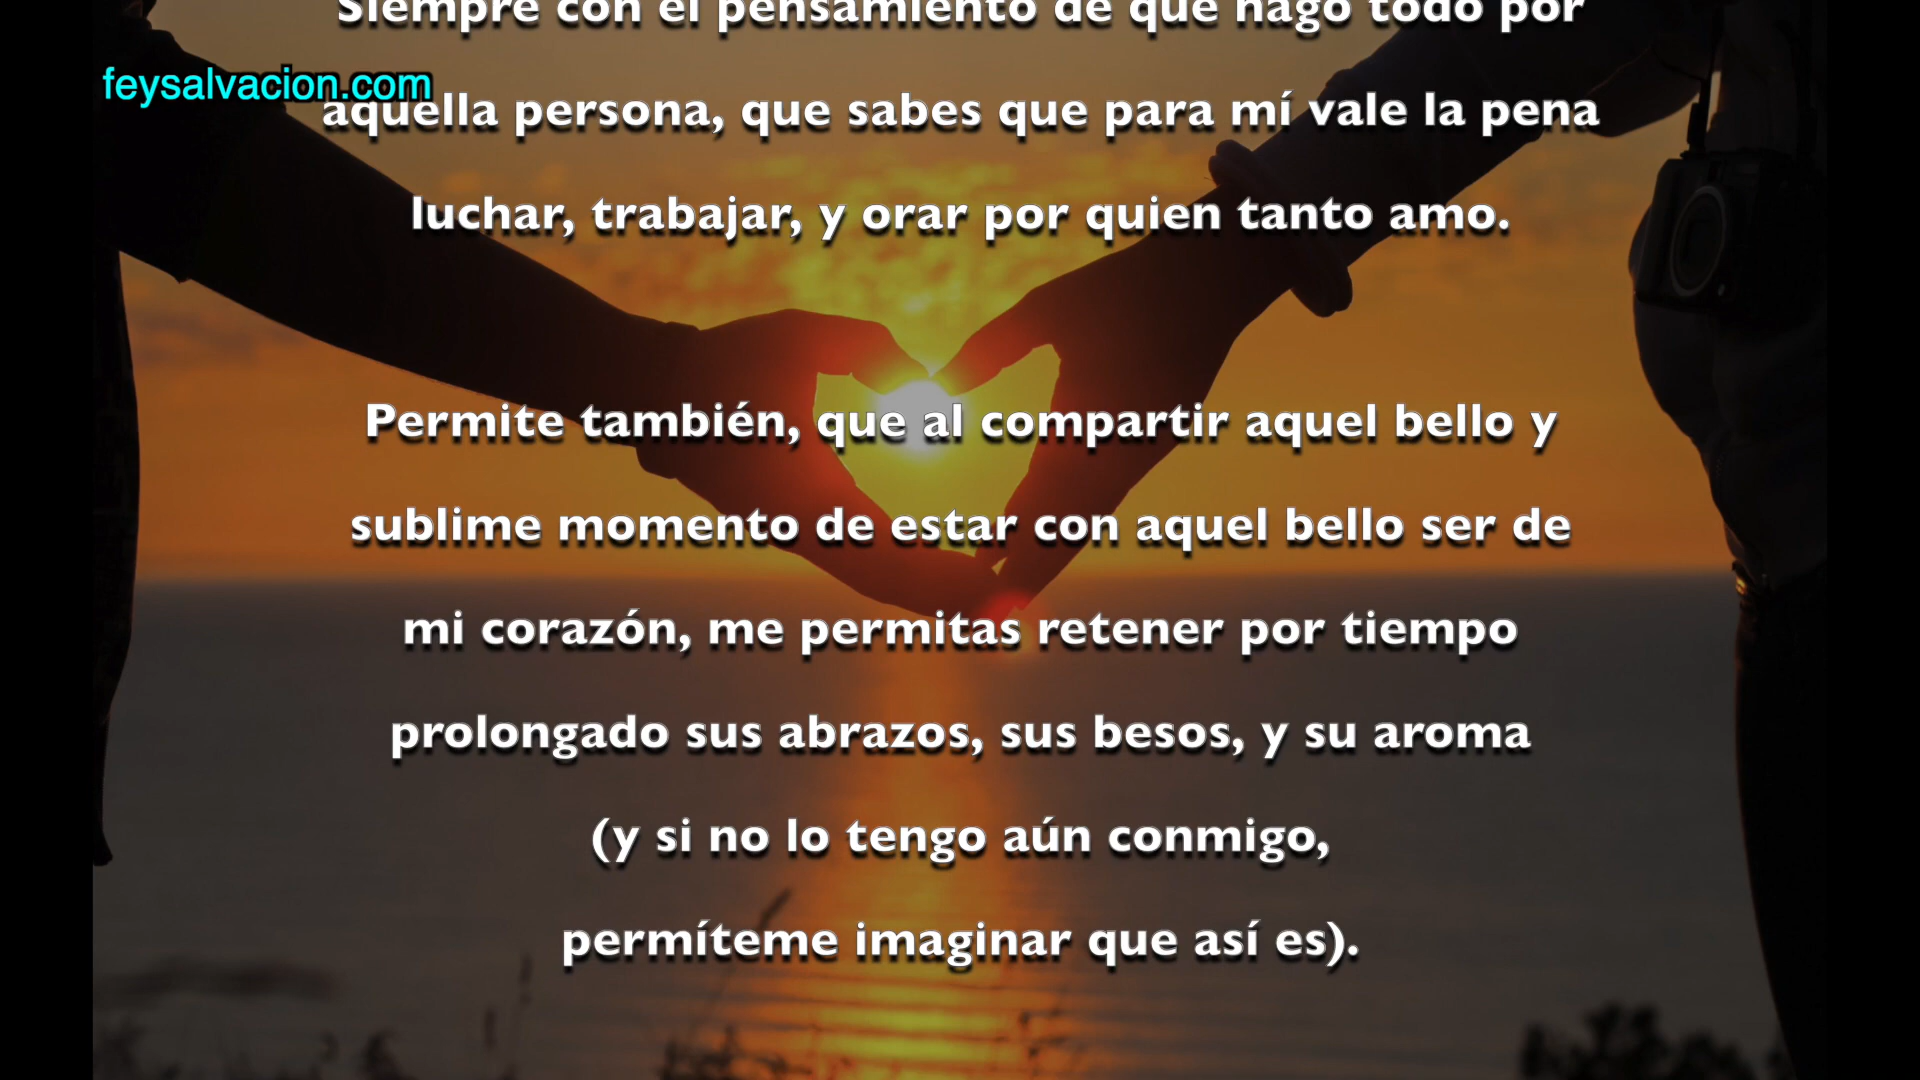 Siempre con el pensamiento de que hago todo por
feysalvacion.com
aquella persona, que sabes que para mí vale la pena
luchar, trabajar, y orar por quien tanto amo.
Permite también, que al compartir aquel bello y
sublime momento de estar con aquel bello ser de
mi corazón, me permitas retener por tiempo
prolongado sus abrazos, sus besos, y su aroma
(y si no lo tengo aún conmigo,
permíteme imaginar que así es).